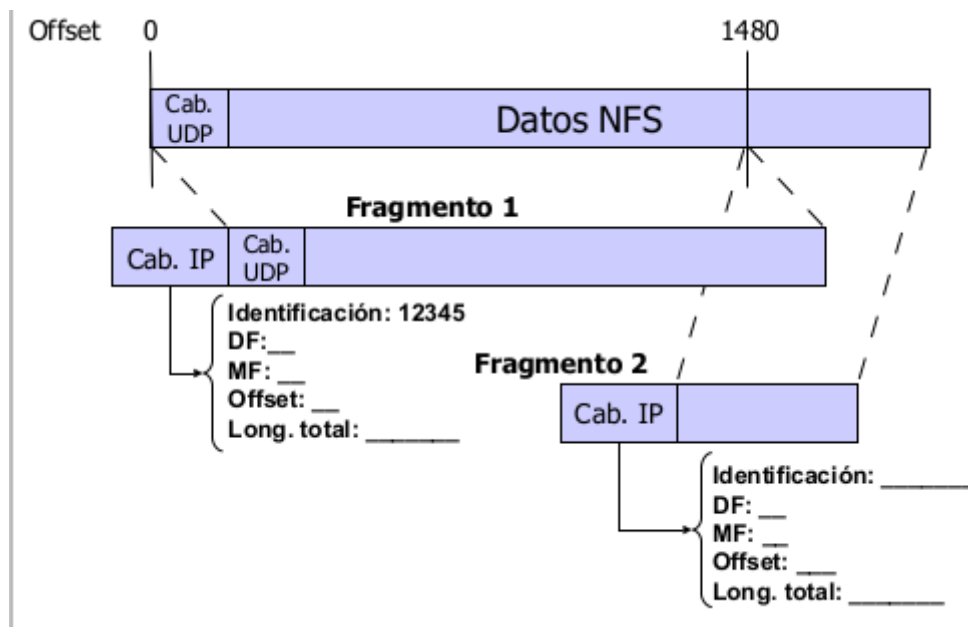 Offset 0 1480
Cab.
UDP
Datos NFS
Fragmento 1
Cab. IP
Cab.
UDP
Identificación: 12345
DF:__
MF: __
Offset: __
Long. total: _______
Fragmento 2
Cab. IP
Identificación: _______
DF: __
MF: __
Offset: ___
Long. total: _______